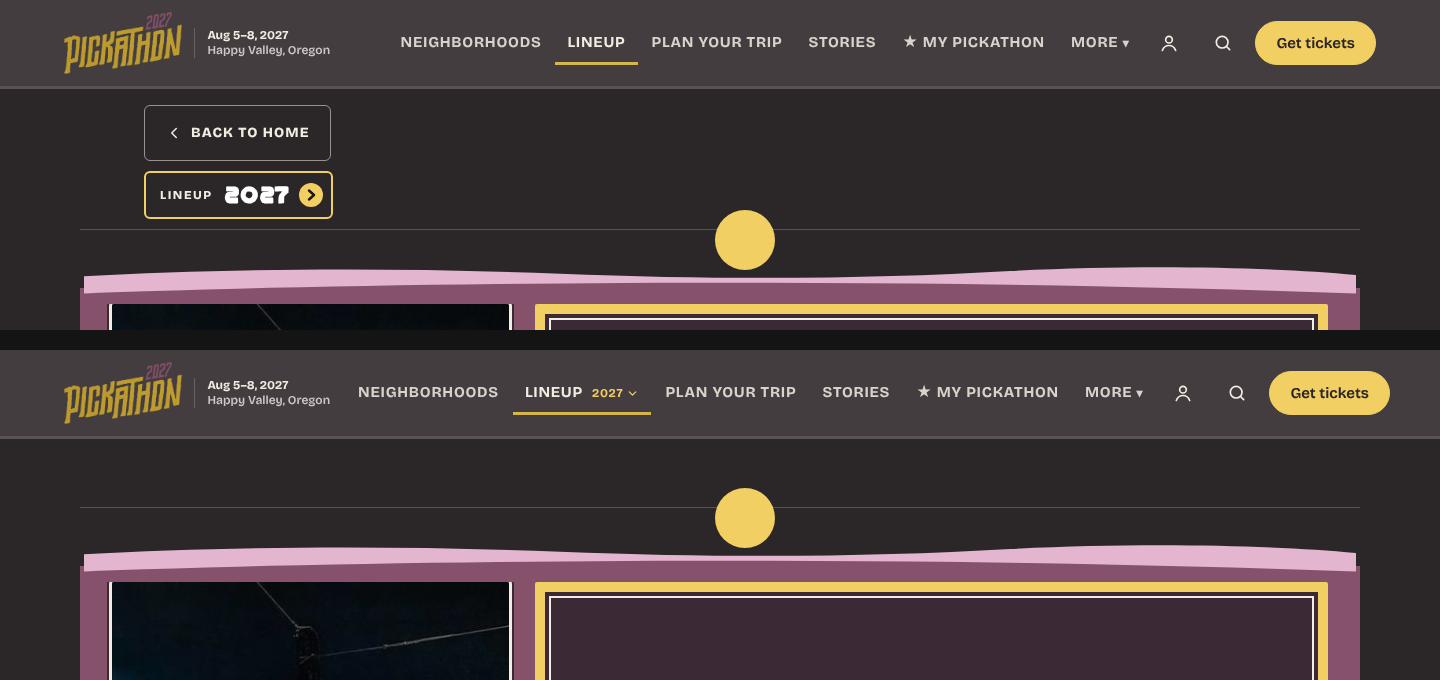 2027
PICKATHON
Aug 5–8, 2027
Happy Valley, Oregon
NEIGHBORHOODS LINEUP PLAN YOUR TRIP STORIES ★ MY PICKATHON MORE ▾ Get tickets
BACK TO HOME
LINEUP 2027
2027
PICKATHON
Aug 5–8, 2027
Happy Valley, Oregon
NEIGHBORHOODS LINEUP 2027 PLAN YOUR TRIP STORIES ★ MY PICKATHON MORE ▾ Get tickets